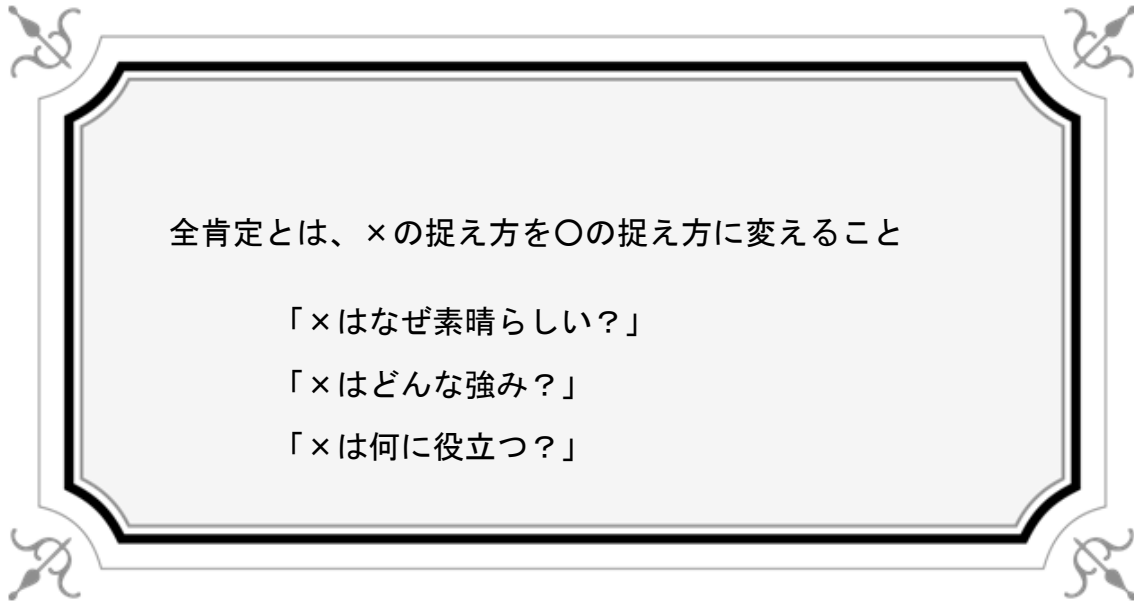 全肯定とは、×の捉え方を〇の捉え方に変えること
「×はなぜ素晴らしい？」
「×はどんな強み？」
「×は何に役立つ？」